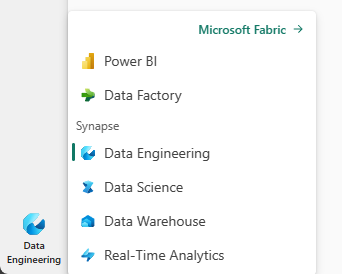 Microsoft Fabric
Power BI
Data Factory
Synapse
Data Engineering
Data Science
Data Warehouse
Real-Time Analytics
Data
Engineering